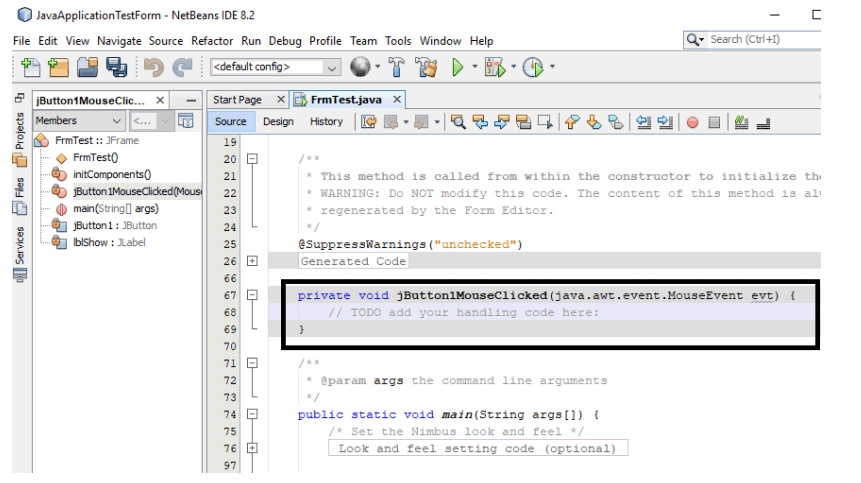 JavaApplicationTestForm - NetBeans IDE 8.2
File Edit View Navigate Source Refactor Run Debug Profile Team Tools Window Help
Search (Ctrl+I)
<default config>
jButton1MouseClic...
Start Page
FrmTest.java
Members
<...
Source Design History
Projects
Files
Services
FrmTest :: JFrame
FrmTest()
initComponents()
jButton1MouseClicked(Mous
main(String[] args)
jButton1 : JButton
lblShow : JLabel
19
20 /**
21 * This method is called from within the constructor to initialize the
22 * WARNING: Do NOT modify this code. The content of this method is al
23 * regenerated by the Form Editor.
24 */
25 @SuppressWarnings("unchecked")
26 Generated Code
66
67 private void jButton1MouseClicked(java.awt.event.MouseEvent evt) {
68 // TODO add your handling code here:
69 }
70
71 /**
72 * @param args the command line arguments
73 */
74 public static void main(String args[]) {
75 /* Set the Nimbus look and feel */
76 Look and feel setting code (optional)
97